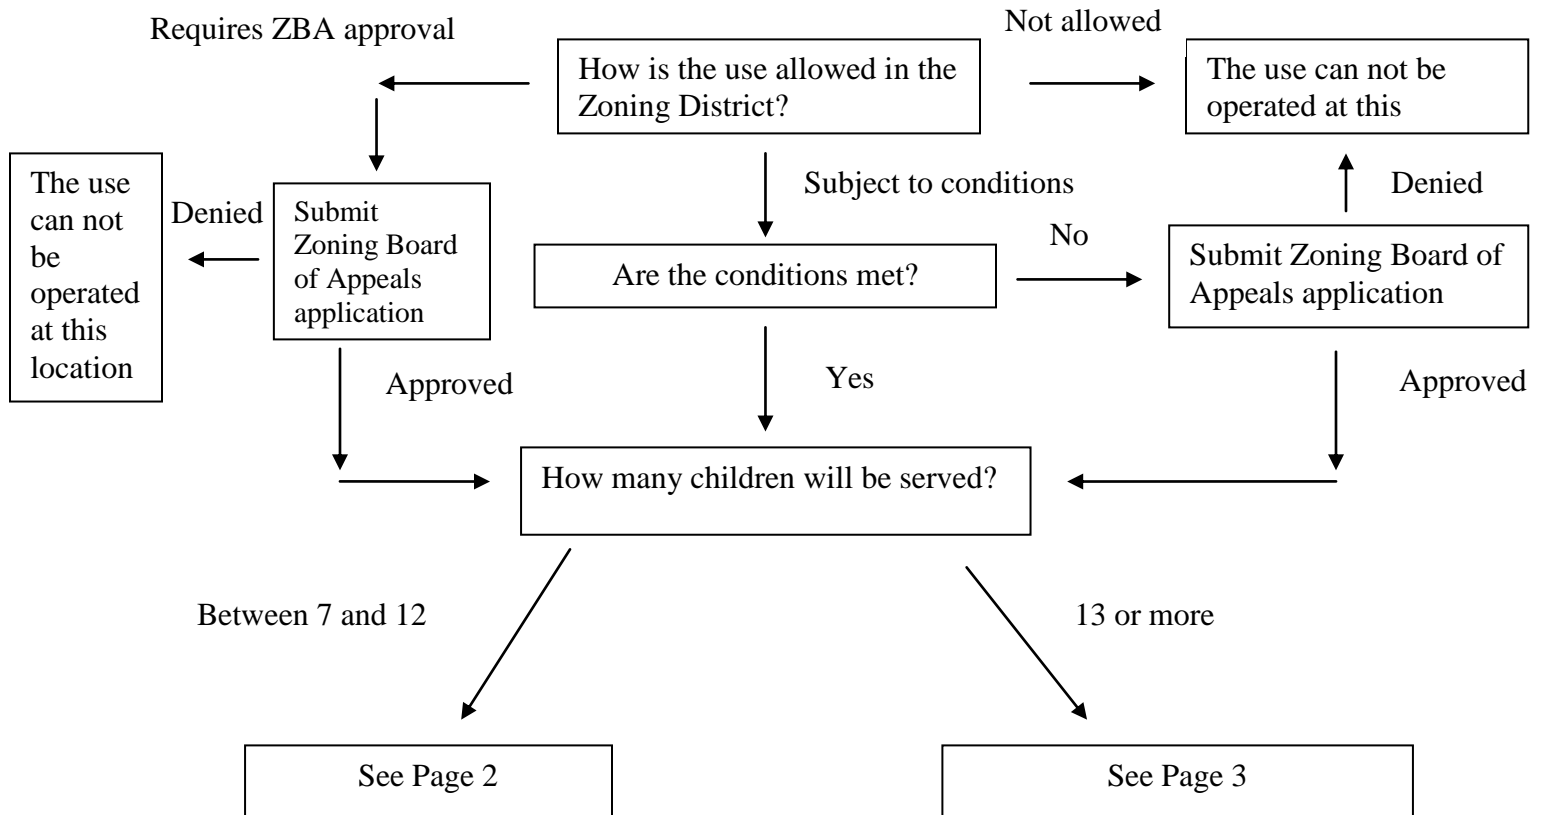 Requires ZBA approval
Not allowed
How is the use allowed in the
Zoning District?
The use can not be
operated at this
The use
can not
be
operated
at this
location
Denied
Submit
Zoning Board
of Appeals
application
Subject to conditions
Denied
Are the conditions met?
No
Submit Zoning Board of
Appeals application
Approved
Yes
Approved
How many children will be served?
Between 7 and 12
13 or more
See Page 2
See Page 3